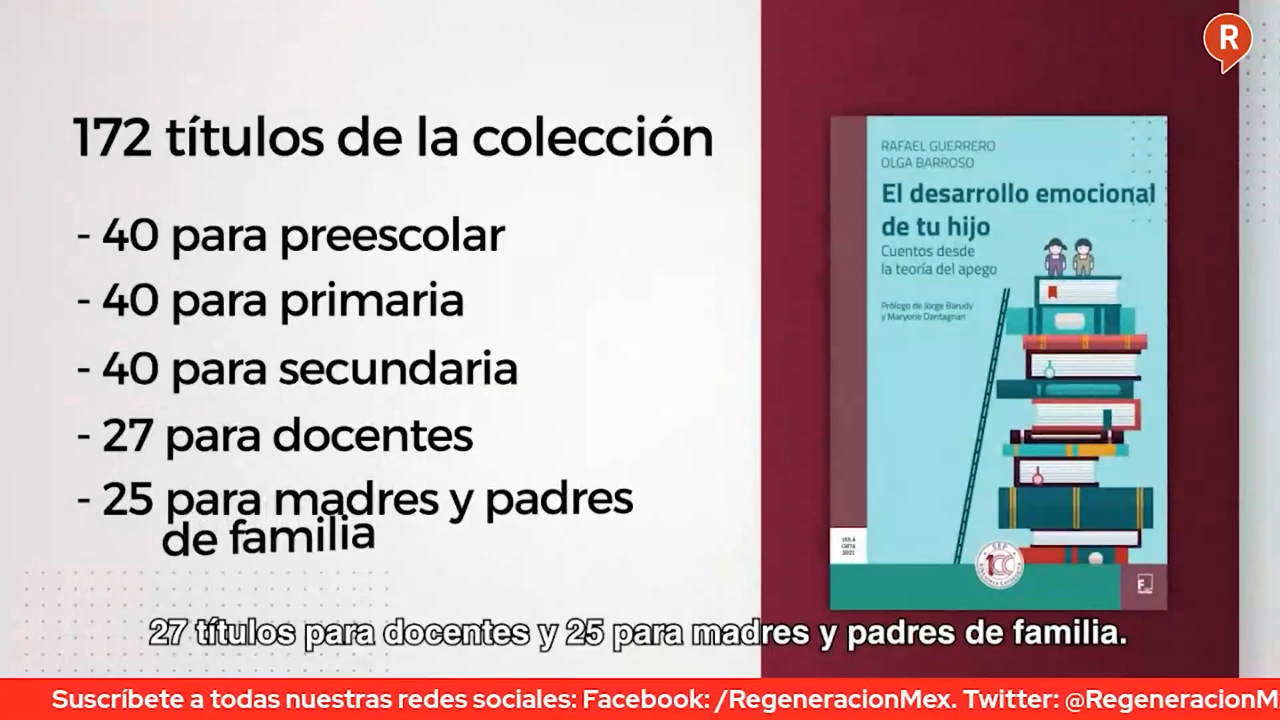 R
172 títulos de la colección
- 40 para preescolar
- 40 para primaria
- 40 para secundaria
- 27 para docentes
- 25 para madres y padres
de familia
RAFAEL GUERRERO
OLGA BARROSO
El desarrollo emocional
de tu hijo
Cuentos desde
la teoría del apego
Prólogo de Jorge Barudy
y Maryorie Dantagnan
SEP
27 títulos para docentes y 25 para madres y padres de familia.
Suscríbete a todas nuestras redes sociales: Facebook: /RegeneracionMex. Twitter: @RegeneracionM